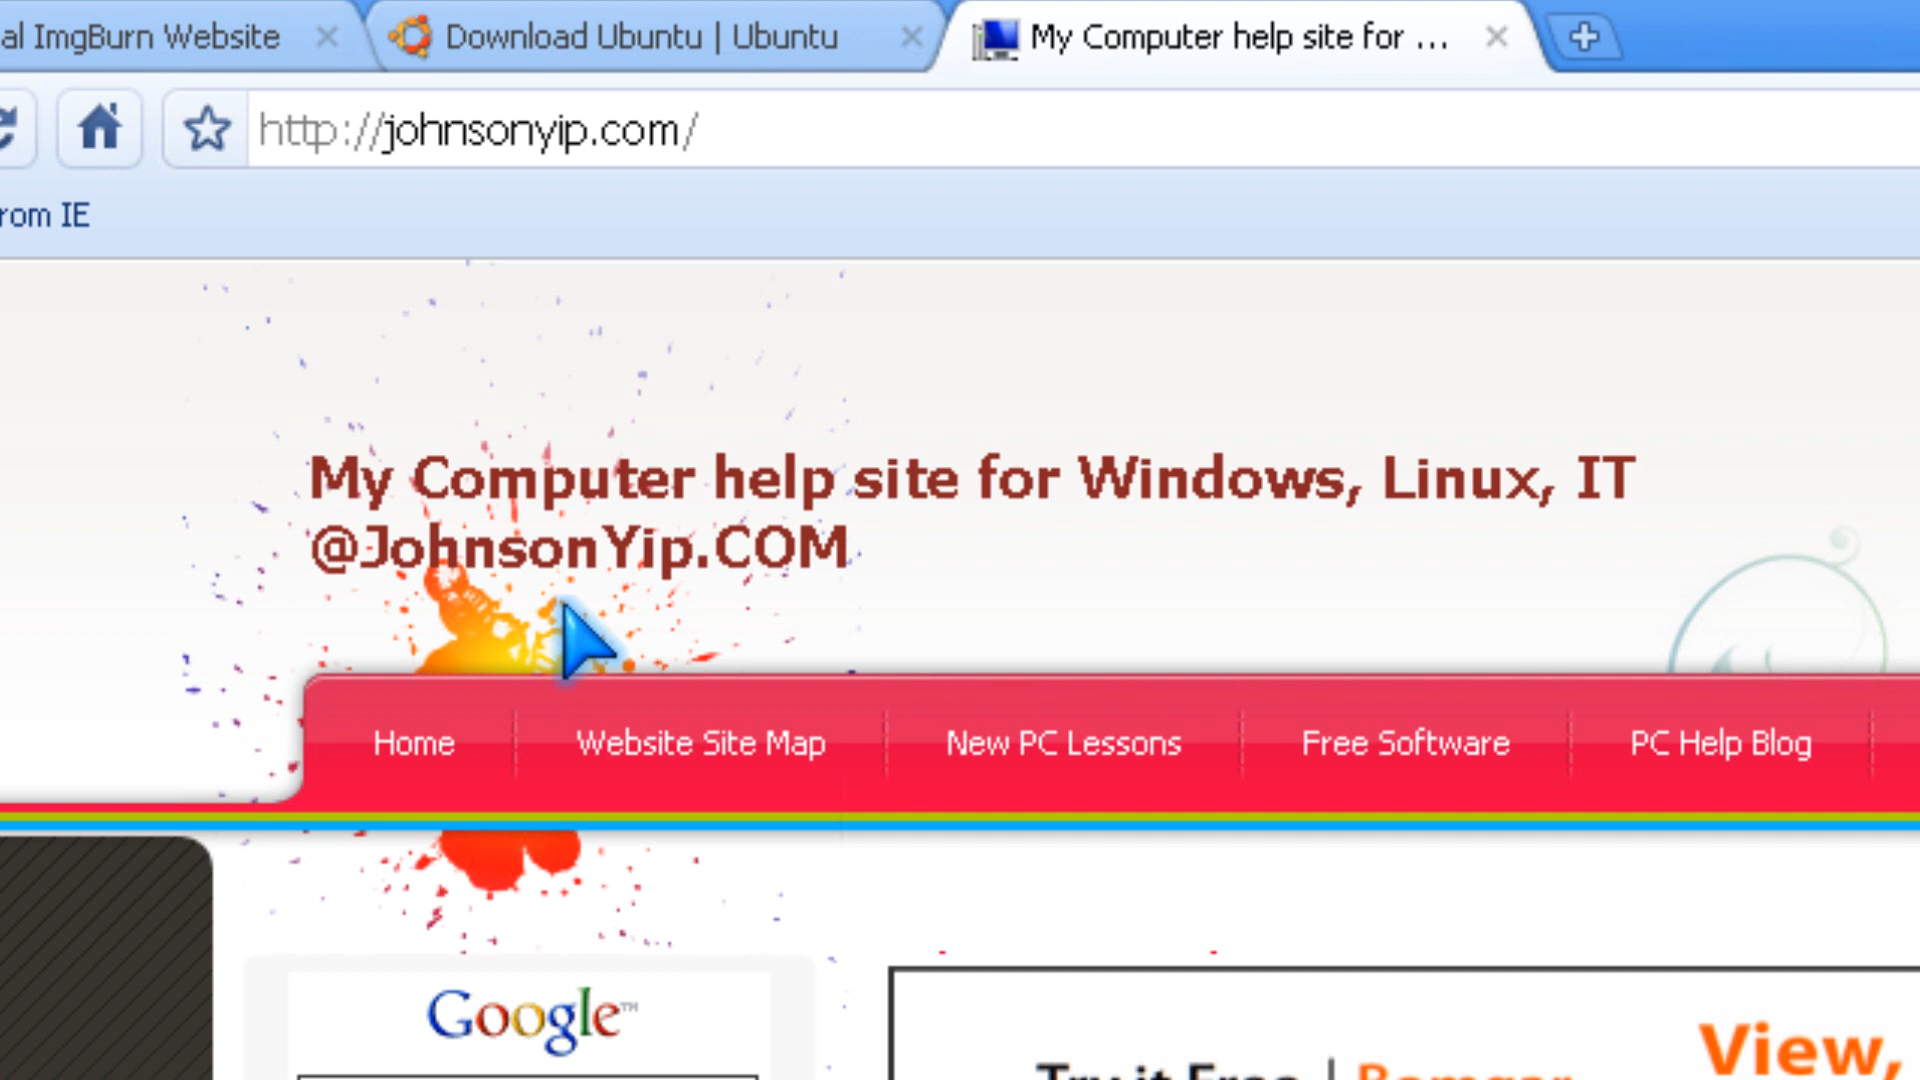 al ImgBurn Website
Download Ubuntu | Ubuntu
My Computer help site for ...
http://johnsonyip.com/
rom IE
My Computer help site for Windows, Linux, IT
@JohnsonYip.COM
Home
Website Site Map
New PC Lessons
Free Software
PC Help Blog
Google™
View,
Try it Free | Bomgar